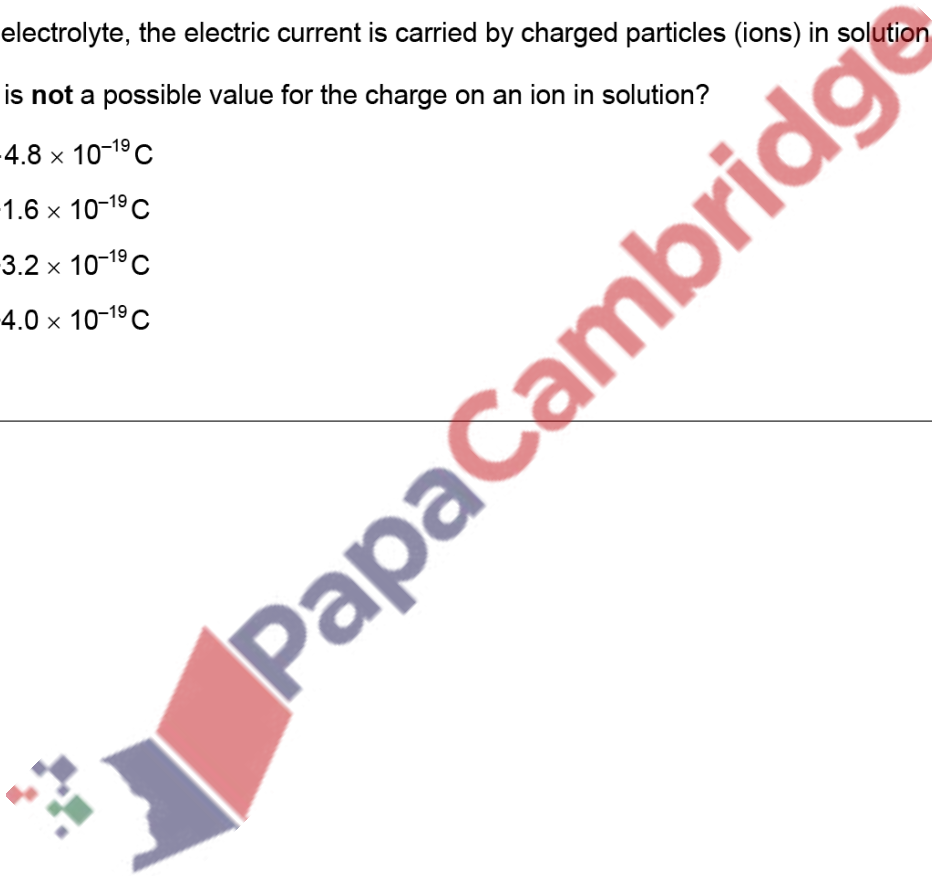 electrolyte, the electric current is carried by charged particles (ions) in solution
is not a possible value for the charge on an ion in solution?
-4.8 × 10⁻¹⁹ C
1.6 × 10⁻¹⁹ C
3.2 × 10⁻¹⁹ C
4.0 × 10⁻¹⁹ C
PapaCambridge